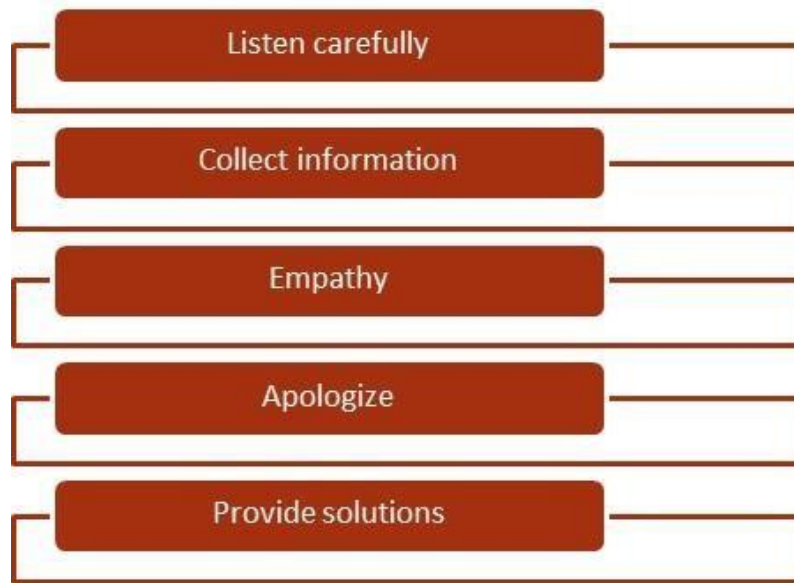 Listen carefully
Collect information
Empathy
Apologize
Provide solutions